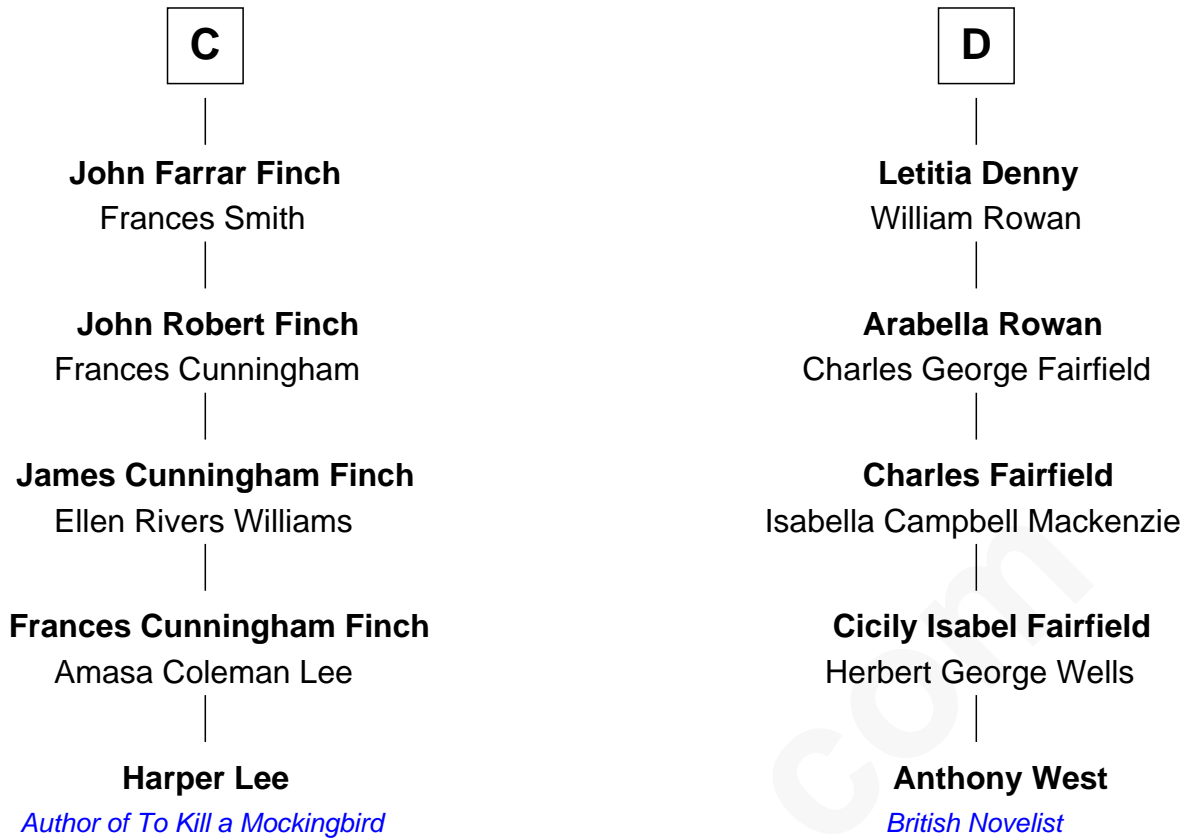 C
John Farrar Finch
Frances Smith
John Robert Finch
Frances Cunningham
James Cunningham Finch
Ellen Rivers Williams
Frances Cunningham Finch
Amasa Coleman Lee
Harper Lee
Author of To Kill a Mockingbird
D
Letitia Denny
William Rowan
Arabella Rowan
Charles George Fairfield
Charles Fairfield
Isabella Campbell Mackenzie
Cicily Isabel Fairfield
Herbert George Wells
Anthony West
British Novelist
com